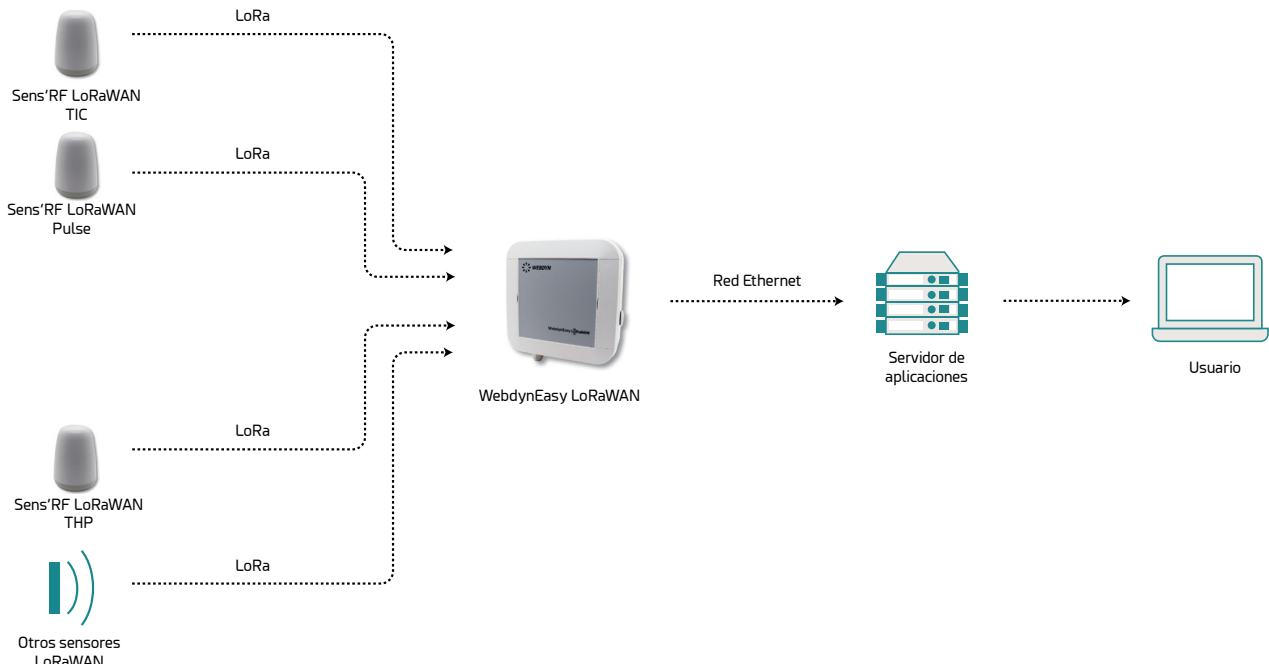 LoRa
Sens’RF LoRaWAN
TIC
LoRa
Sens’RF LoRaWAN
Pulse
WEBDYN
Red Ethernet
WebdynEasy LoRaWAN
Servidor de
aplicaciones
Usuario
LoRa
Sens’RF LoRaWAN
THP
LoRa
Otros sensores
LoRaWAN